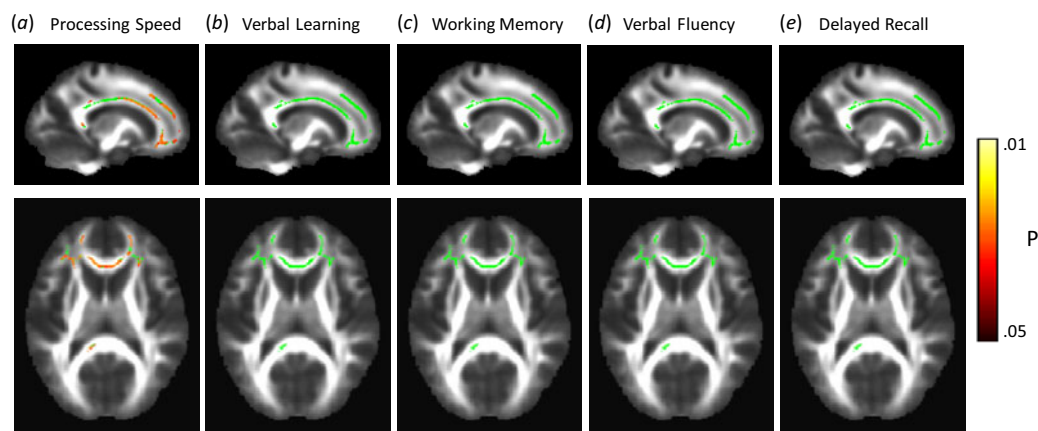 (a) Processing Speed (b) Verbal Learning (c) Working Memory (d) Verbal Fluency (e) Delayed Recall
.01
P
.05